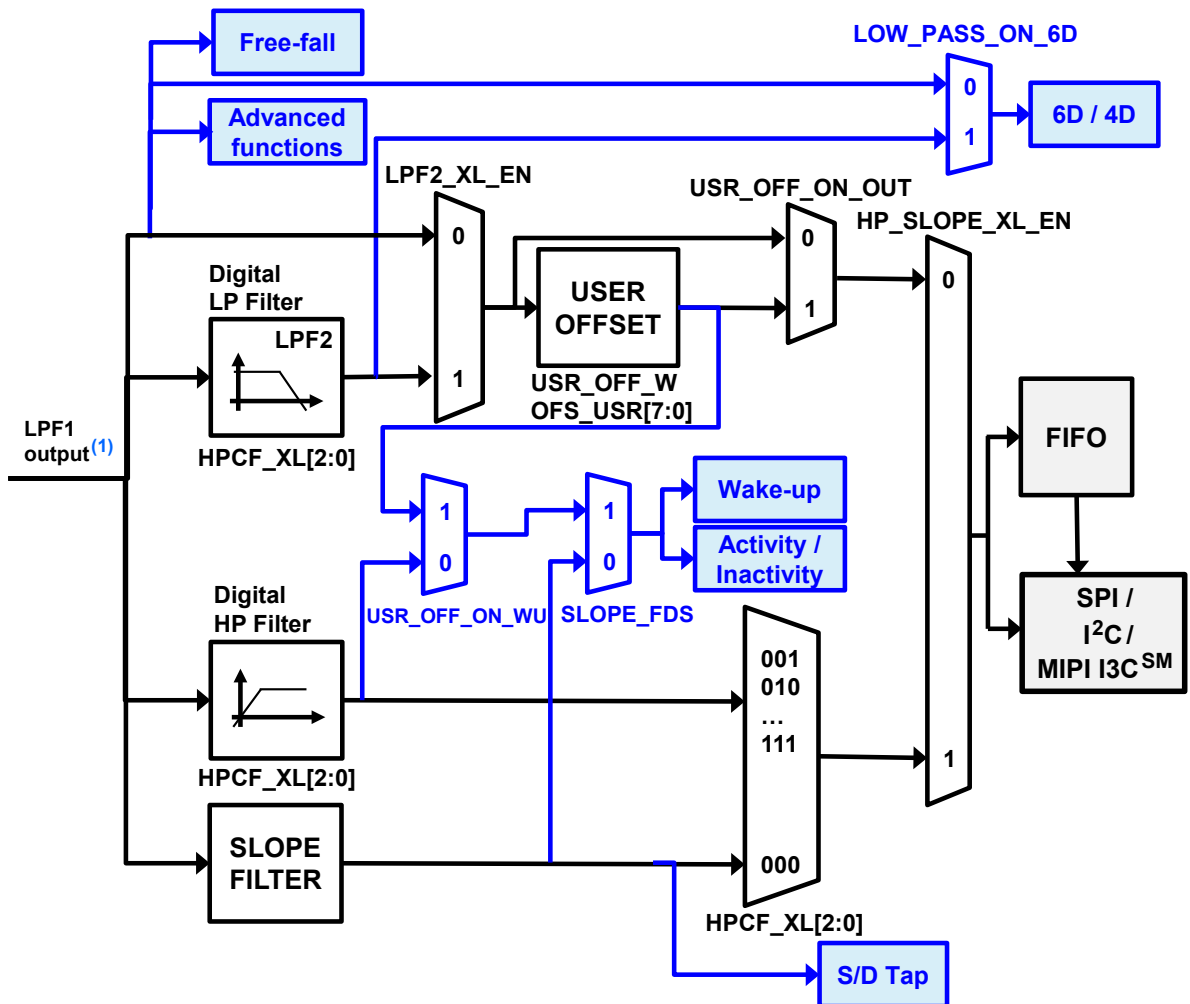 Free-fall
LOW_PASS_ON_6D
0
1
6D / 4D
Advanced
functions
LPF2_XL_EN
0
1
USR_OFF_ON_OUT
0
1
HP_SLOPE_XL_EN
0
1
Digital
LP Filter
LPF2
HPCF_XL[2:0]
USER
OFFSET
USR_OFF_W
OFS_USR[7:0]
LPF1
output(1)
FIFO
1
0
USR_OFF_ON_WU
1
0
SLOPE_FDS
Wake-up
Activity /
Inactivity
SPI /
I2C /
MIPI I3CSM
Digital
HP Filter
HPCF_XL[2:0]
001
010
…
111
000
HPCF_XL[2:0]
SLOPE
FILTER
S/D Tap